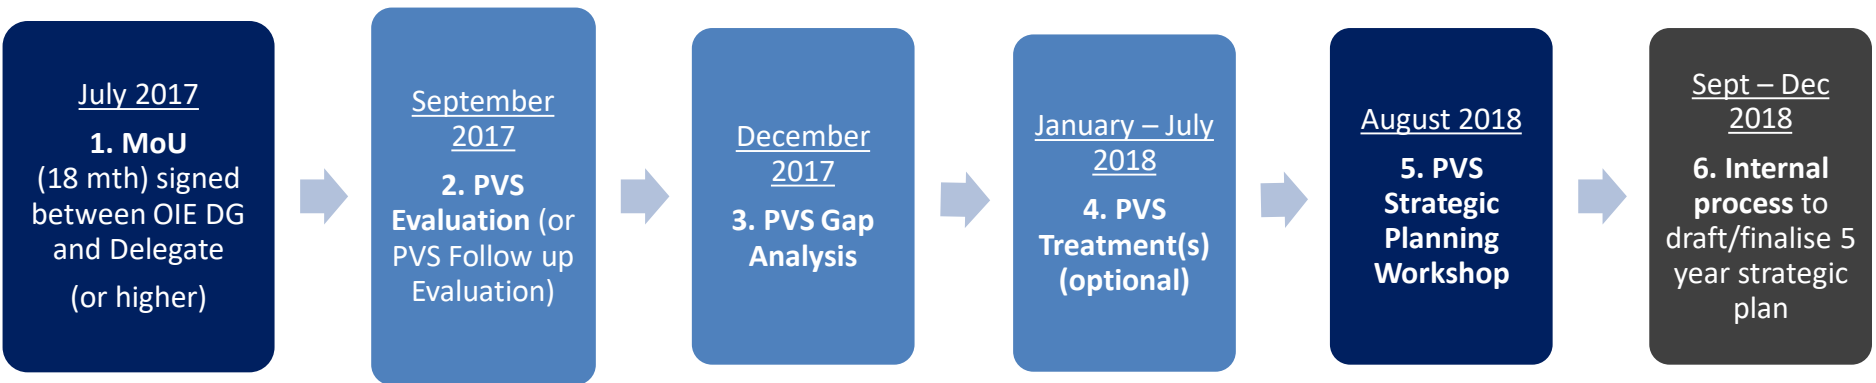 July 2017
1. MoU
(18 mth) signed
between OIE DG
and Delegate
(or higher)
September
2017
2. PVS
Evaluation (or
PVS Follow up
Evaluation)
December
2017
3. PVS Gap
Analysis
January – July
2018
4. PVS
Treatment(s)
(optional)
August 2018
5. PVS
Strategic
Planning
Workshop
Sept – Dec
2018
6. Internal
process to
draft/finalise 5
year strategic
plan